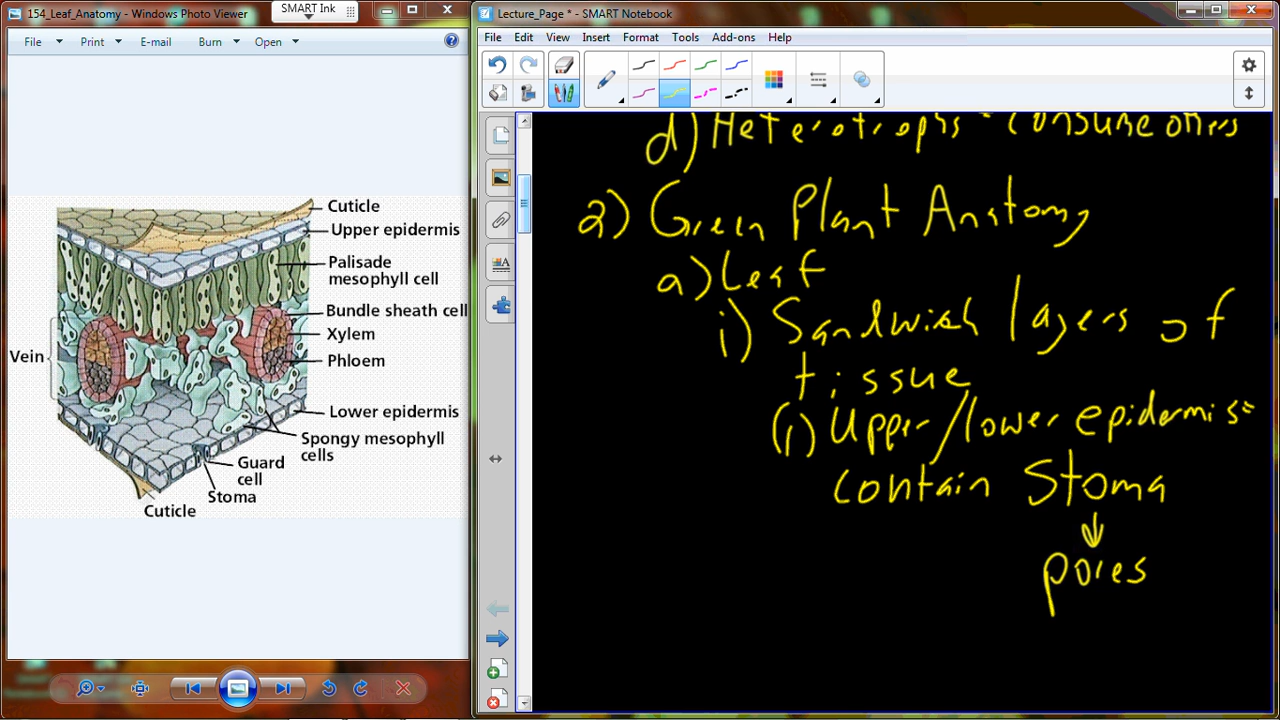 154_Leaf_Anatomy - Windows Photo Viewer
SMART Ink
File Print E-mail Burn Open
Cuticle
Upper epidermis
Palisade
mesophyll cell
Bundle sheath cell
Xylem
Vein
Phloem
Lower epidermis
Spongy mesophyll
cells
Guard
cell
Stoma
Cuticle
Lecture_Page * - SMART Notebook
File Edit View Insert Format Tools Add-ons Help
d) Heterotrophs - consume others
2) Green Plant Anatomy
a) Leaf
i) Sandwich layers of
tissue
(i) Upper/lower epidermis =
contain Stoma
pores